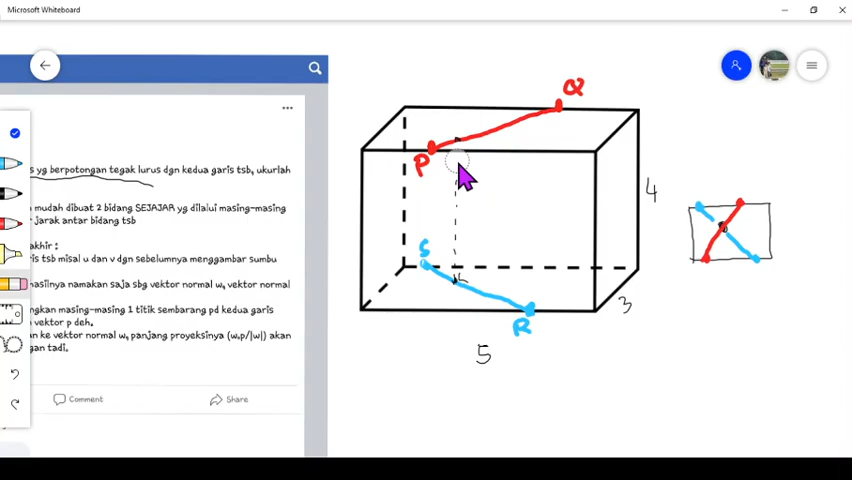 Microsoft Whiteboard
s yg berpotongan tegak lurus dgn kedua garis tsb, ukurlah
mudah dibuat 2 bidang SEJAJAR yg dilalui masing-masing
jarak antar bidang tsb
akhir :
is tsb misal u dan v dgn sebelumnya menggambar sumbu
hasilnya namakan saja sbg vektor normal w, vektor normal
ngkan masing-masing 1 titik sembarang pd kedua garis
vektor p deh.
n ke vektor normal w, panjang proyeksinya (w.p/|w|) akan
ngan tadi.
Comment
Share
Q
P
S
R
4
3
5